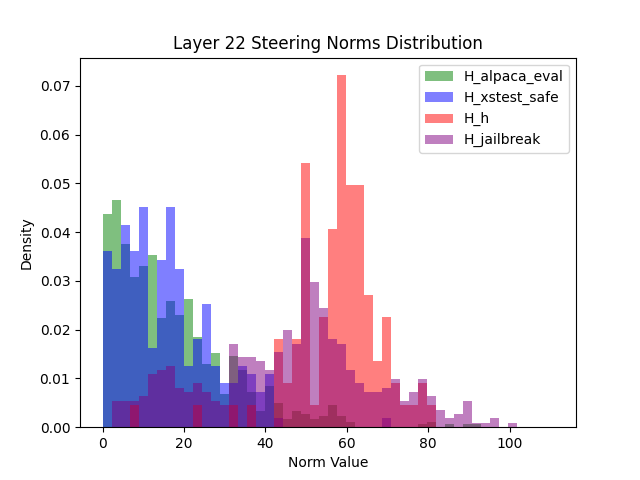 Layer 22 Steering Norms Distribution
H_alpaca_eval
H_xstest_safe
H_h
H_jailbreak
Density
0.07
0.06
0.05
0.04
0.03
0.02
0.01
0.00
0
20
40
60
80
100
Norm Value